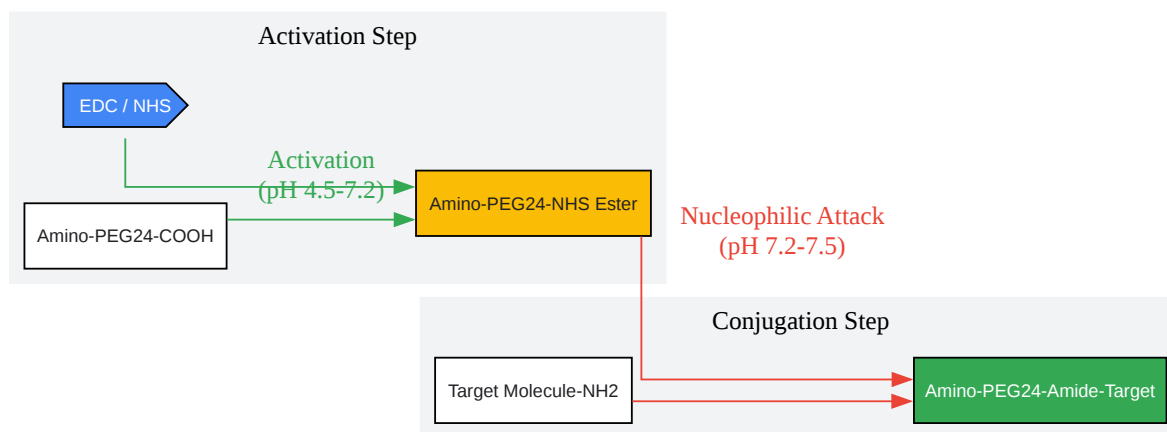 Activation Step
EDC / NHS
Activation
(pH 4.5-7.2)
Amino-PEG24-COOH
Amino-PEG24-NHS Ester
Nucleophilic Attack
(pH 7.2-7.5)
Conjugation Step
Target Molecule-NH2
Amino-PEG24-Amide-Target